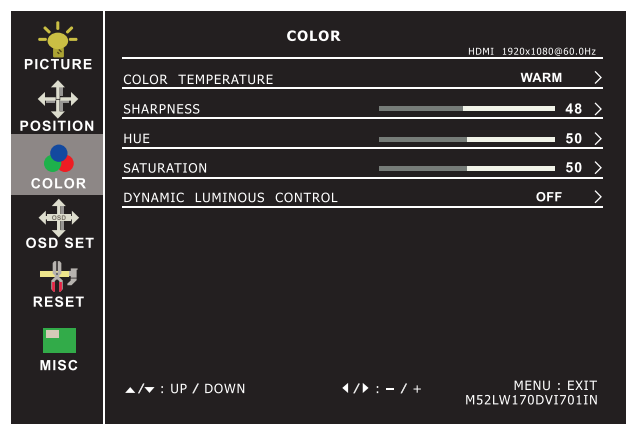 PICTURE
POSITION
COLOR
OSD
OSD SET
RESET
MISC
COLOR
HDMI 1920x1080@60.0Hz
COLOR TEMPERATURE WARM
SHARPNESS 48
HUE 50
SATURATION 50
DYNAMIC LUMINOUS CONTROL OFF
▲/▼ : UP / DOWN ◀/▶ : − / + MENU : EXIT
M52LW170DVI701IN